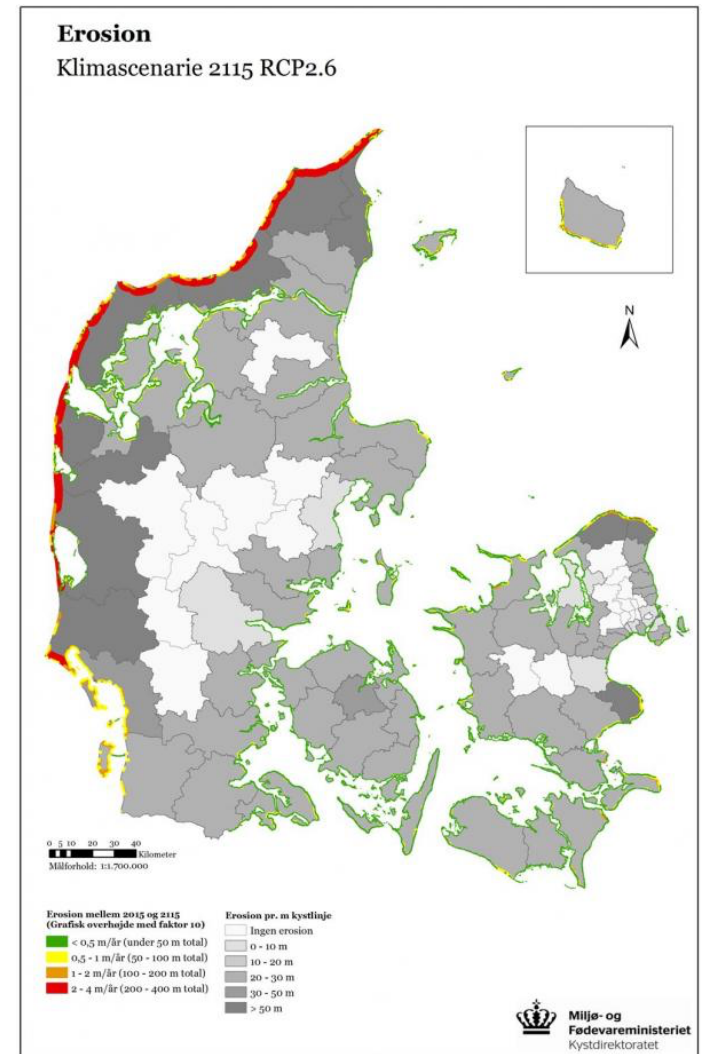 Erosion
Klimascenarie 2115 RCP2.6
N
0 5 10 20 30 40
Kilometer
Målforhold: 1:1.700.000
Erosion mellem 2015 og 2115
(Grafisk overhøjde med faktor 10)
< 0,5 m/år (under 50 m total)
0,5 - 1 m/år (50 - 100 m total)
1 - 2 m/år (100 - 200 m total)
2 - 4 m/år (200 - 400 m total)
Erosion pr. m kystlinje
Ingen erosion
0 - 10 m
10 - 20 m
20 - 30 m
30 - 50 m
> 50 m
Miljø- og
Fødevareministeriet
Kystdirektoratet